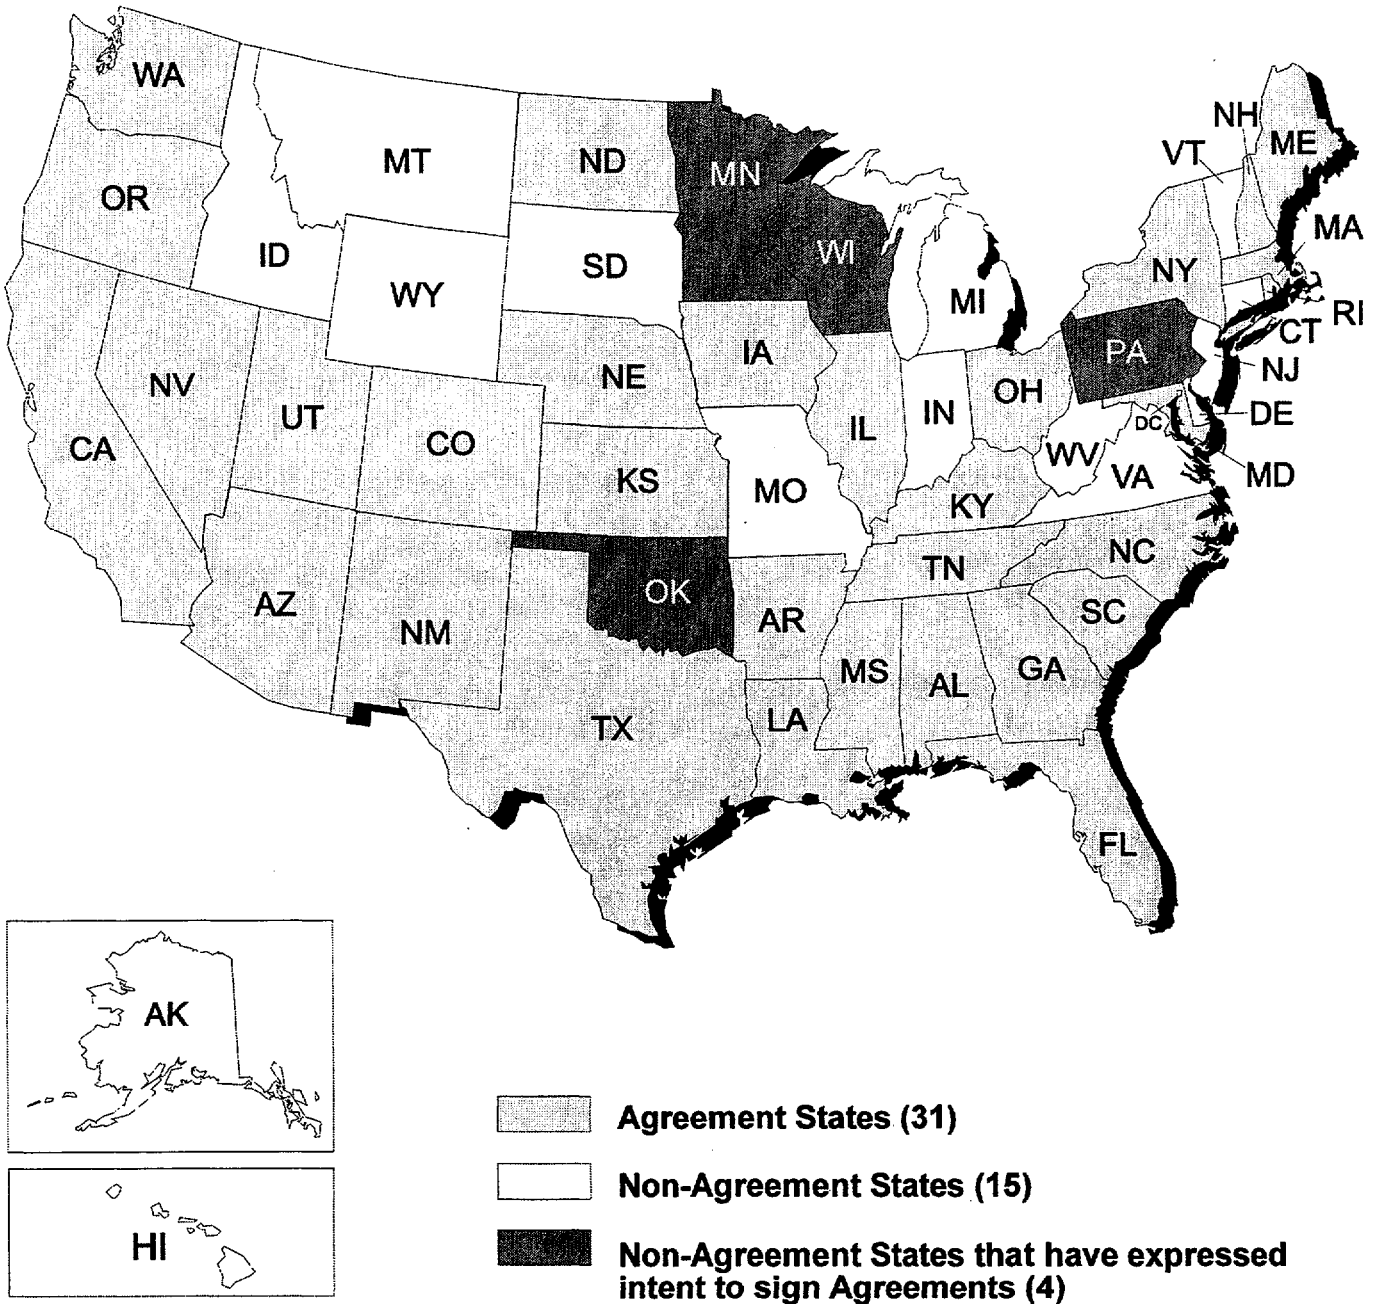 WA
NH
ME
VT
MT
ND
MN
OR
MA
WI
ID
SD
NY
WY
MI
RI
CT
IA
PA
NJ
NV
NE
OH
UT
IN
DE
CO
IL
DC
CA
WV
VA
MD
KS
MO
KY
NC
TN
OK
AZ
AR
SC
NM
MS
GA
AL
LA
TX
FL
AK
HI
Agreement States (31)
Non-Agreement States (15)
Non-Agreement States that have expressed
intent to sign Agreements (4)